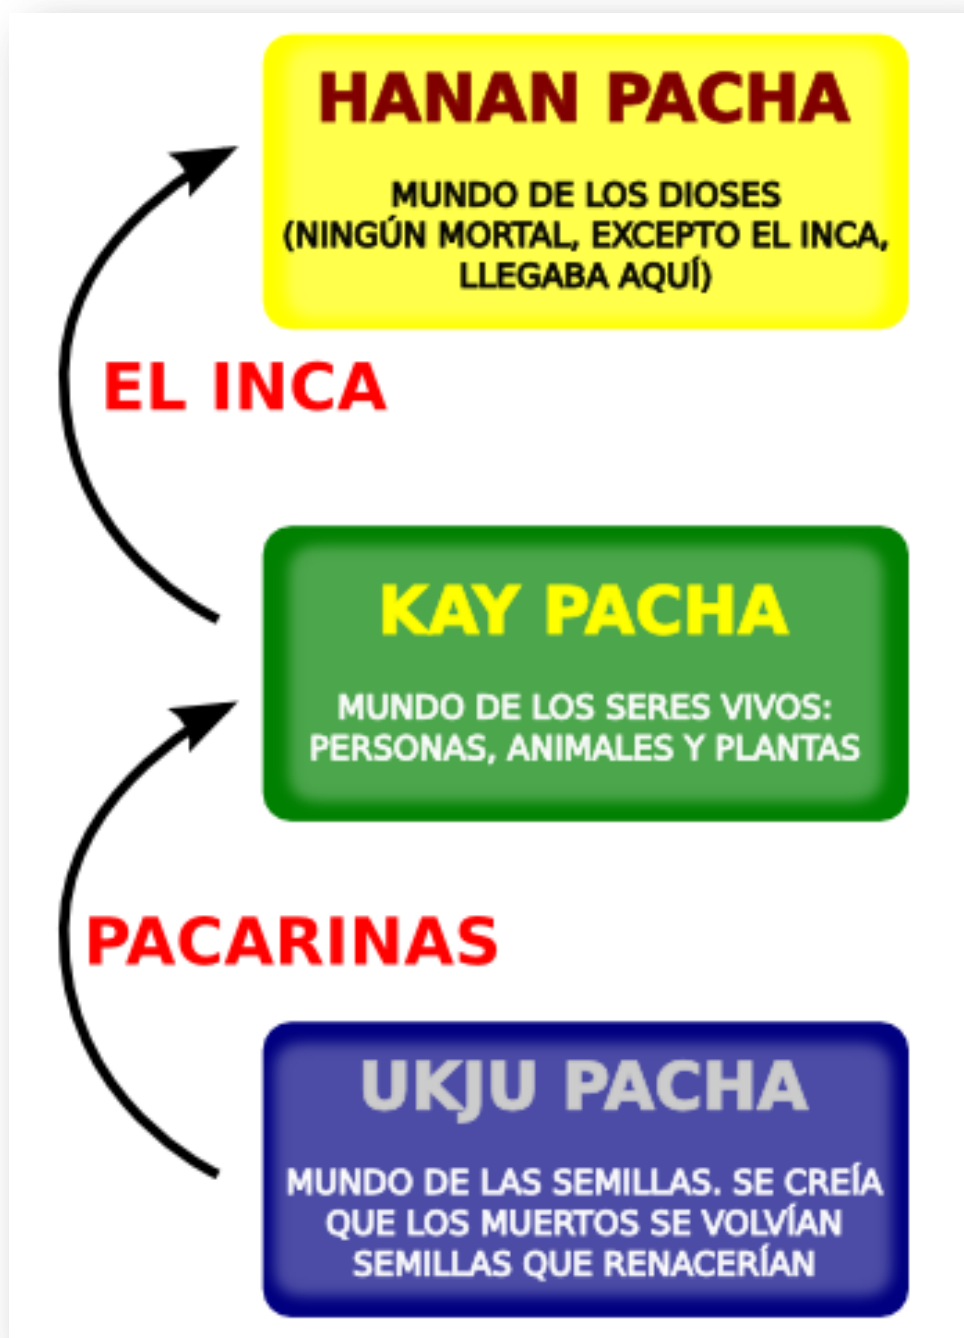 HANAN PACHA
MUNDO DE LOS DIOSES
(NINGÚN MORTAL, EXCEPTO EL INCA,
LLEGABA AQUÍ)
EL INCA
KAY PACHA
MUNDO DE LOS SERES VIVOS:
PERSONAS, ANIMALES Y PLANTAS
PACARINAS
UKJU PACHA
MUNDO DE LAS SEMILLAS. SE CREÍA
QUE LOS MUERTOS SE VOLVÍAN
SEMILLAS QUE RENACERÍAN